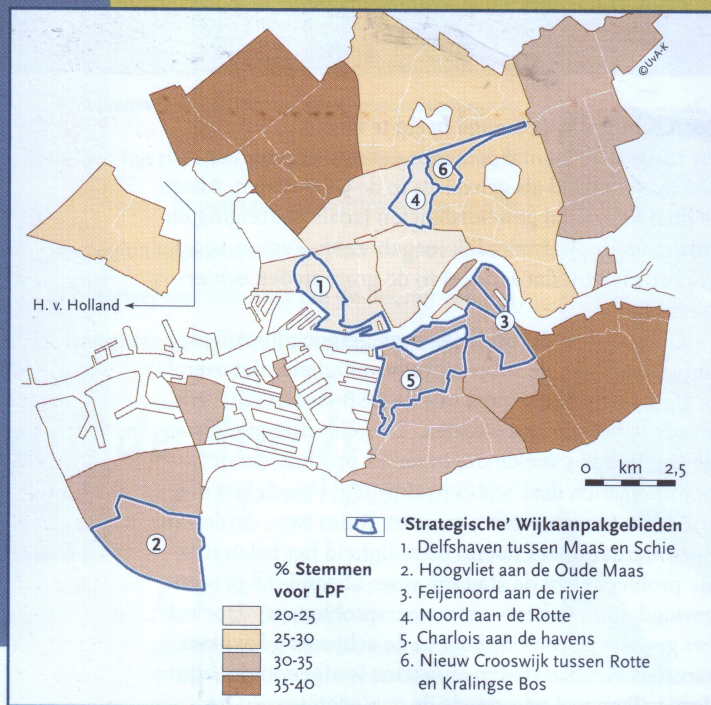 ©UvA-K
H. v. Holland
1
2
3
4
5
6
0 km 2,5
% Stemmen
voor LPF
20-25
25-30
30-35
35-40
'Strategische' Wijkaanpakgebieden
1. Delfshaven tussen Maas en Schie
2. Hoogvliet aan de Oude Maas
3. Feijenoord aan de rivier
4. Noord aan de Rotte
5. Charlois aan de havens
6. Nieuw Crooswijk tussen Rotte
en Kralingse Bos